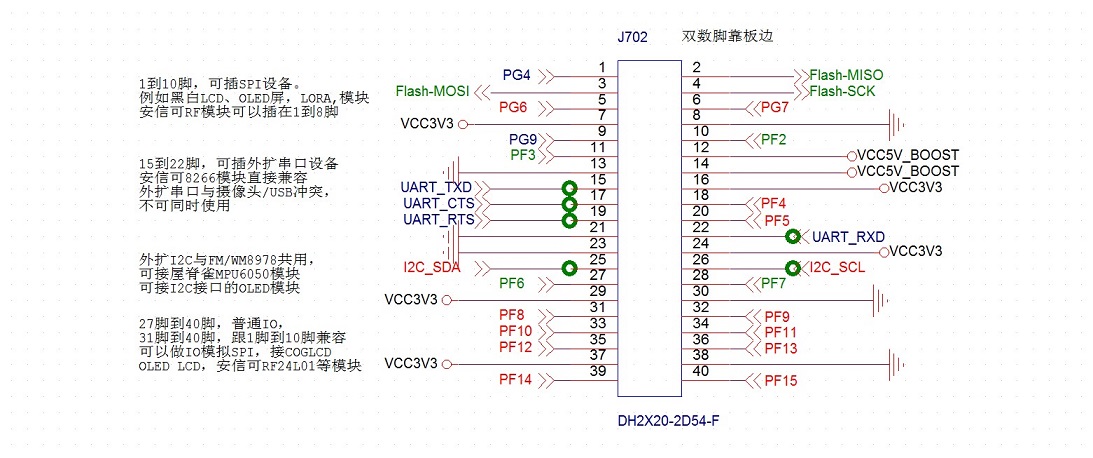 J702 双数脚靠板边
1到10脚，可插SPI设备。
例如黑白LCD、OLED屏，LORA,模块
安信可RF模块可以插在1到8脚
15到22脚，可插外扩串口设备
安信可8266模块直接兼容
外扩串口与摄像头/USB冲突，
不可同时使用
外扩I2C与FM/WM8978共用，
可接屋脊雀MPU6050模块
可接I2C接口的OLED模块
27脚到40脚，普通IO，
31脚到40脚，跟1脚到10脚兼容
可以做IO模拟SPI，接COGLCD
OLED LCD，安信可RF24L01等模块
PG4 1 2 Flash-MISO
Flash-MOSI 3 4 Flash-SCK
PG6 5 6 PG7
VCC3V3 7 8
PG9 9 10 PF2
PF3 11 12 VCC5V_BOOST
13 14 VCC5V_BOOST
UART_TXD 15 16 VCC3V3
UART_CTS 17 18 PF4
UART_RTS 19 20 PF5
21 22 UART_RXD
23 24 VCC3V3
I2C_SDA 25 26 I2C_SCL
PF6 27 28 PF7
VCC3V3 29 30
PF8 31 32 PF9
PF10 33 34 PF11
PF12 35 36 PF13
VCC3V3 37 38
PF14 39 40 PF15
DH2X20-2D54-F